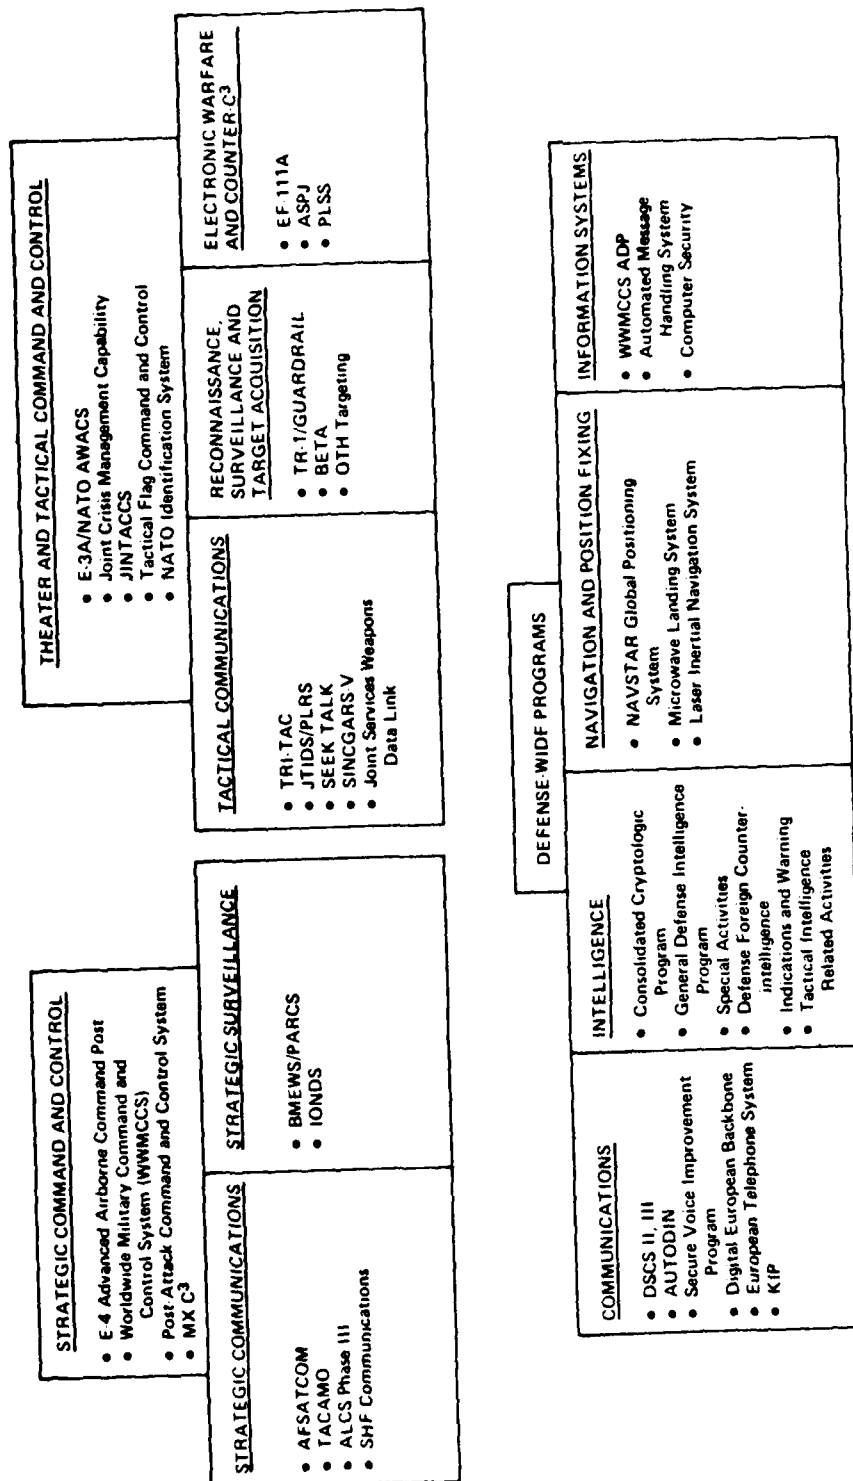 STRATEGIC COMMAND AND CONTROL
• E-4 Advanced Airborne Command Post
• Worldwide Military Command and
Control System (WWMCCS)
• Post-Attack Command and Control System
• MX C³
STRATEGIC COMMUNICATIONS
• AFSATCOM
• TACAMO
• ALCS Phase III
• SHF Communications
STRATEGIC SURVEILLANCE
• BMEWS/PARCS
• IONDS
THEATER AND TACTICAL COMMAND AND CONTROL
• E-3A/NATO AWACS
• Joint Crisis Management Capability
• JINTACCS
• Tactical Flag Command and Control
• NATO Identification System
TACTICAL COMMUNICATIONS
• TRI-TAC
• JTIDS/PLRS
• SEEK TALK
• SINCGARS-V
• Joint Services Weapons
Data Link
RECONNAISSANCE,
SURVEILLANCE AND
TARGET ACQUISITION
• TR-1/GUARDRAIL
• BETA
• OTH Targeting
ELECTRONIC WARFARE
AND COUNTER-C³
• EF-111A
• ASPJ
• PLSS
DEFENSE-WIDE PROGRAMS
COMMUNICATIONS
• DSCS II, III
• AUTODIN
• Secure Voice Improvement
Program
• Digital European Backbone
• European Telephone System
• KIP
INTELLIGENCE
• Consolidated Cryptologic
Program
• General Defense Intelligence
Program
• Special Activities
• Defense Foreign Counter-
intelligence
• Indications and Warning
• Tactical Intelligence
Related Activities
NAVIGATION AND POSITION FIXING
• NAVSTAR Global Positioning
System
• Microwave Landing System
• Laser Inertial Navigation System
INFORMATION SYSTEMS
• WWMCCS ADP
• Automated Message
Handling System
• Computer Security